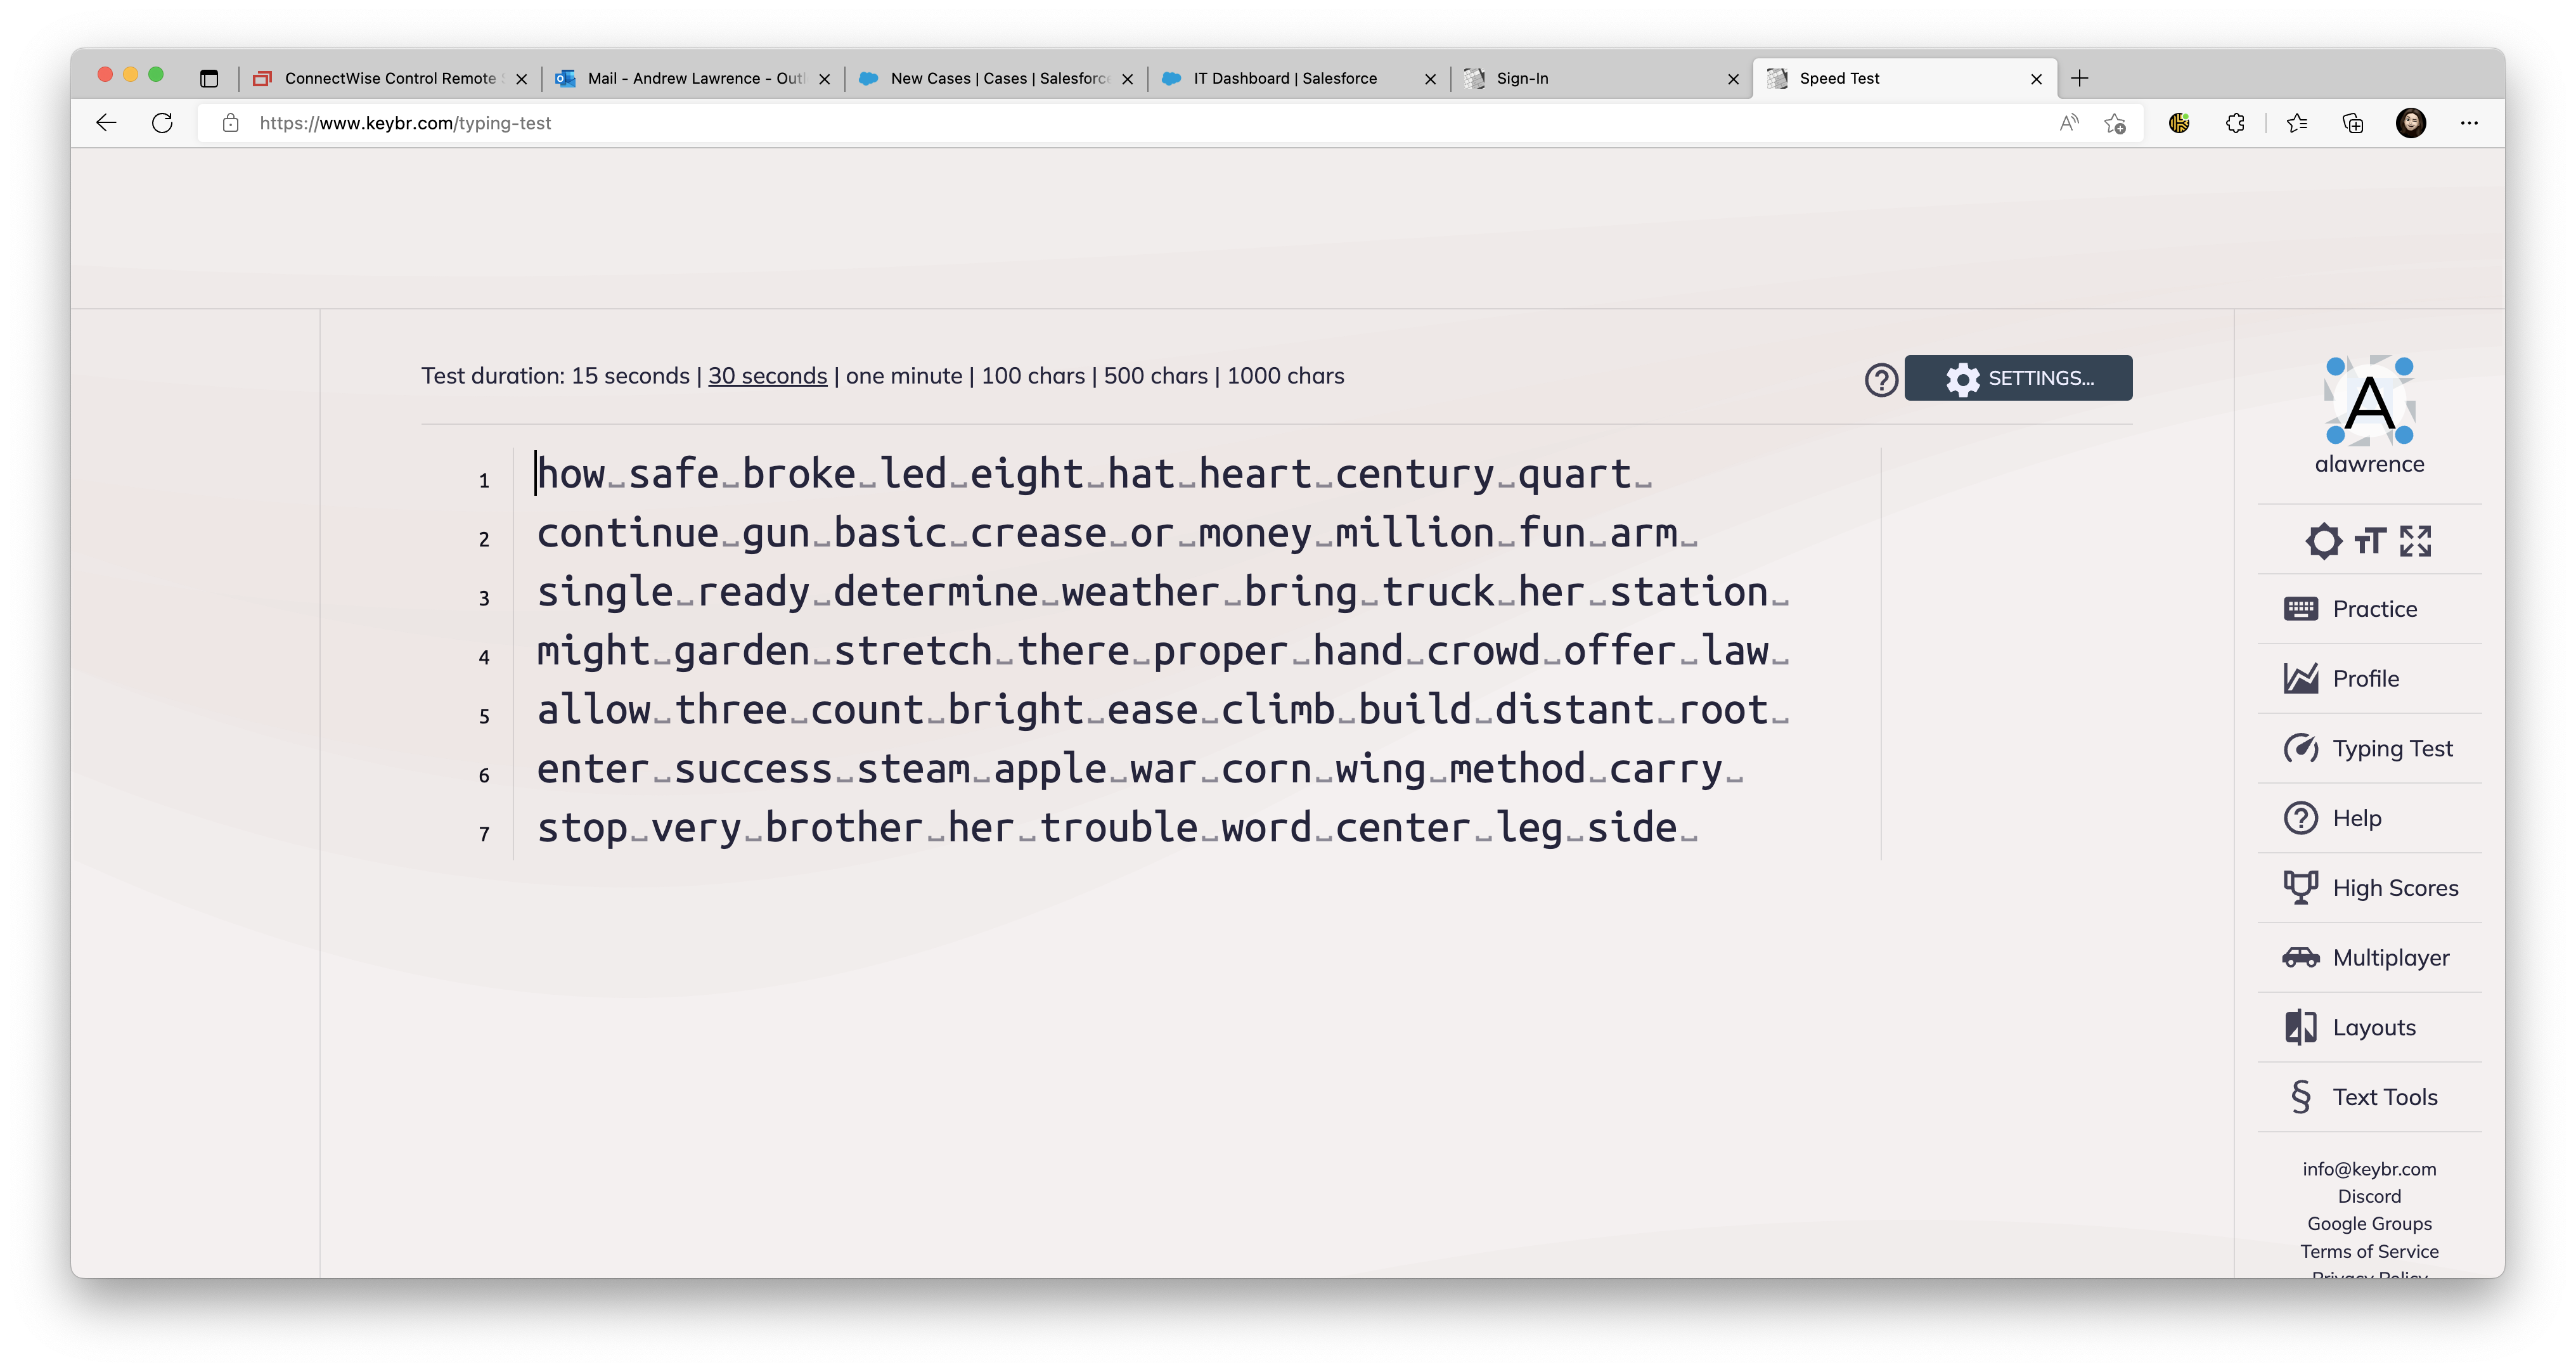 ConnectWise Control Remote
Mail - Andrew Lawrence - Outl
New Cases | Cases | Salesforce
IT Dashboard | Salesforce
Sign-In
Speed Test
https://www.keybr.com/typing-test
Test duration: 15 seconds | 30 seconds | one minute | 100 chars | 500 chars | 1000 chars
SETTINGS...
1 how␣safe␣broke␣led␣eight␣hat␣heart␣century␣quart␣
2 continue␣gun␣basic␣crease␣or␣money␣million␣fun␣arm␣
3 single␣ready␣determine␣weather␣bring␣truck␣her␣station␣
4 might␣garden␣stretch␣there␣proper␣hand␣crowd␣offer␣law␣
5 allow␣three␣count␣bright␣ease␣climb␣build␣distant␣root␣
6 enter␣success␣steam␣apple␣war␣corn␣wing␣method␣carry␣
7 stop␣very␣brother␣her␣trouble␣word␣center␣leg␣side␣
A
alawrence
Practice
Profile
Typing Test
Help
High Scores
Multiplayer
Layouts
§ Text Tools
info@keybr.com
Discord
Google Groups
Terms of Service
Privacy Policy